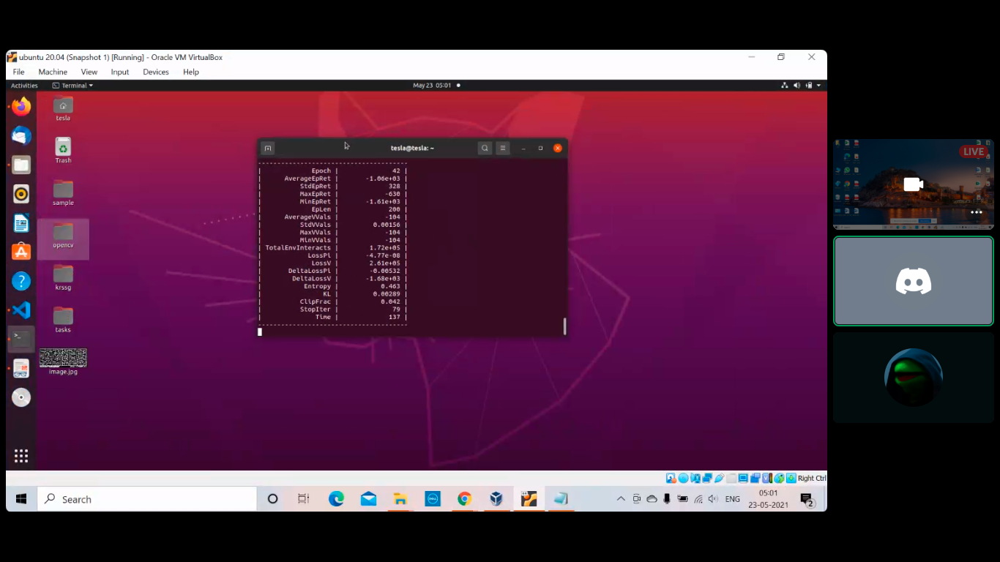 ubuntu 20.04 (Snapshot 1) [Running] - Oracle VM VirtualBox
File Machine View Input Devices Help
Activities Terminal May 23 05:01
tesla
Trash
sample
opencv
krssg
tasks
image.jpg
tesla@tesla: ~
---------------------------------------
| Epoch | 42 |
| AverageEpRet | -1.06e+03 |
| StdEpRet | 328 |
| MaxEpRet | -630 |
| MinEpRet | -1.61e+03 |
| EpLen | 200 |
| AverageVVals | -104 |
| StdVVals | 0.00156 |
| MaxVVals | -104 |
| MinVVals | -104 |
| TotalEnvInteracts | 1.72e+05 |
| LossPi | -4.77e-08 |
| LossV | 2.61e+05 |
| DeltaLossPi | -0.00532 |
| DeltaLossV | -1.68e+03 |
| Entropy | 0.463 |
| KL | 0.00289 |
| ClipFrac | 0.042 |
| StopIter | 79 |
| Time | 137 |
---------------------------------------
Right Ctrl
Search
DELL
ENG
05:01
23-05-2021
2
LIVE